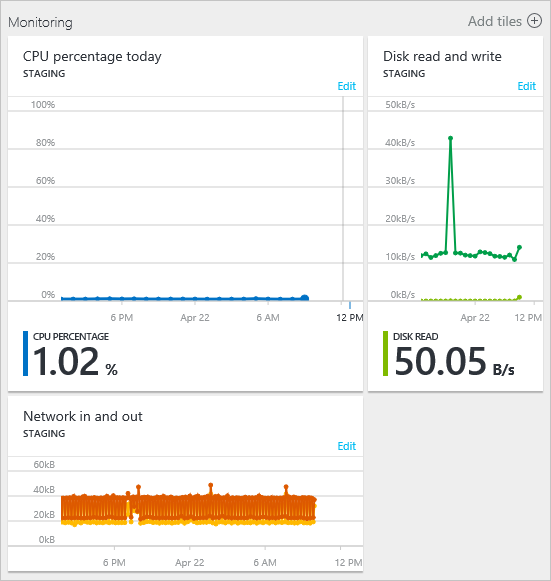 Monitoring
Add tiles
CPU percentage today
STAGING
Edit
100%
80%
60%
40%
20%
0%
6 PM
Apr 22
6 AM
12 PM
CPU PERCENTAGE
1.02 %
Disk read and write
STAGING
Edit
50kB/s
40kB/s
30kB/s
20kB/s
10kB/s
0kB/s
Apr 22
12 PM
DISK READ
50.05 B/s
Network in and out
STAGING
Edit
60kB
40kB
20kB
0kB
6 PM
Apr 22
6 AM
12 PM